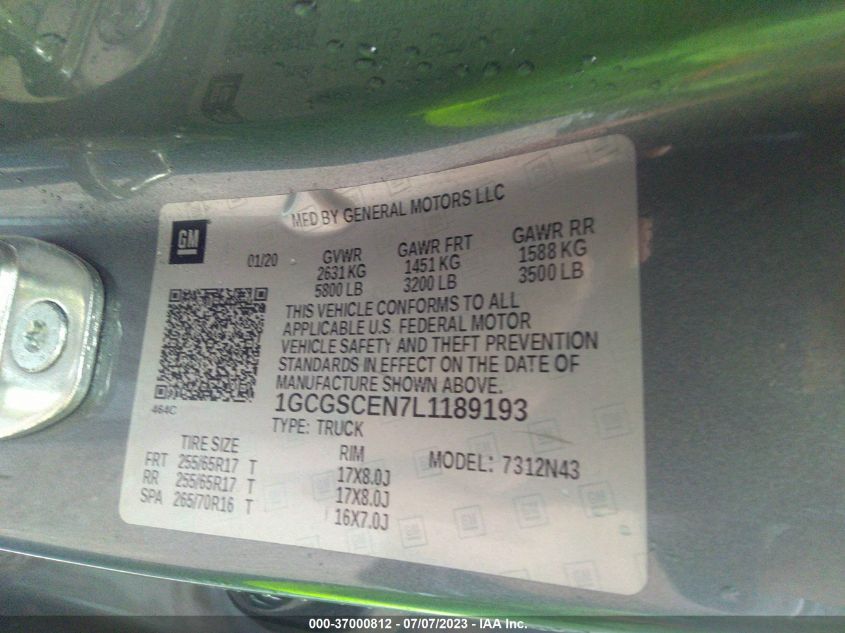 MFD BY GENERAL MOTORS LLC
GM
01/20 GVWR GAWR FRT GAWR RR
2631 KG 1451 KG 1588 KG
5800 LB 3200 LB 3500 LB
THIS VEHICLE CONFORMS TO ALL
APPLICABLE U.S. FEDERAL MOTOR
VEHICLE SAFETY AND THEFT PREVENTION
STANDARDS IN EFFECT ON THE DATE OF
MANUFACTURE SHOWN ABOVE.
464C
1GCGSCEN7L1189193
TYPE: TRUCK
TIRE SIZE RIM MODEL: 7312N43
FRT 255/65R17 T 17X8.0J
RR 255/65R17 T 17X8.0J
SPA 265/70R16 T 16X7.0J
000-37000812 - 07/07/2023 - IAA Inc.